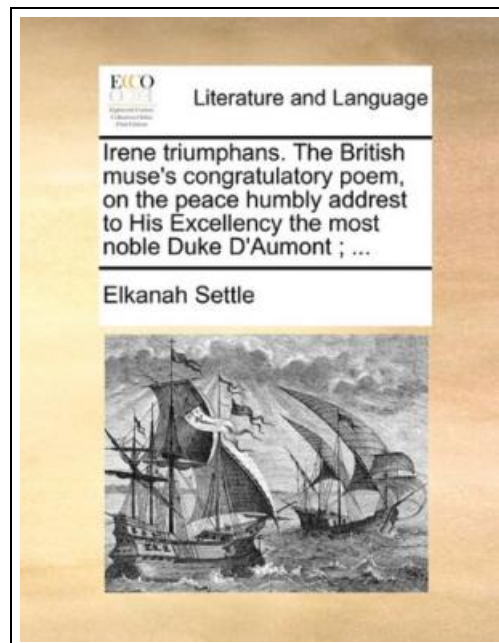 ECCO
Literature and Language
Irene triumphans. The British
muse's congratulatory poem,
on the peace humbly addrest
to His Excellency the most
noble Duke D'Aumont ; ...
Elkanah Settle